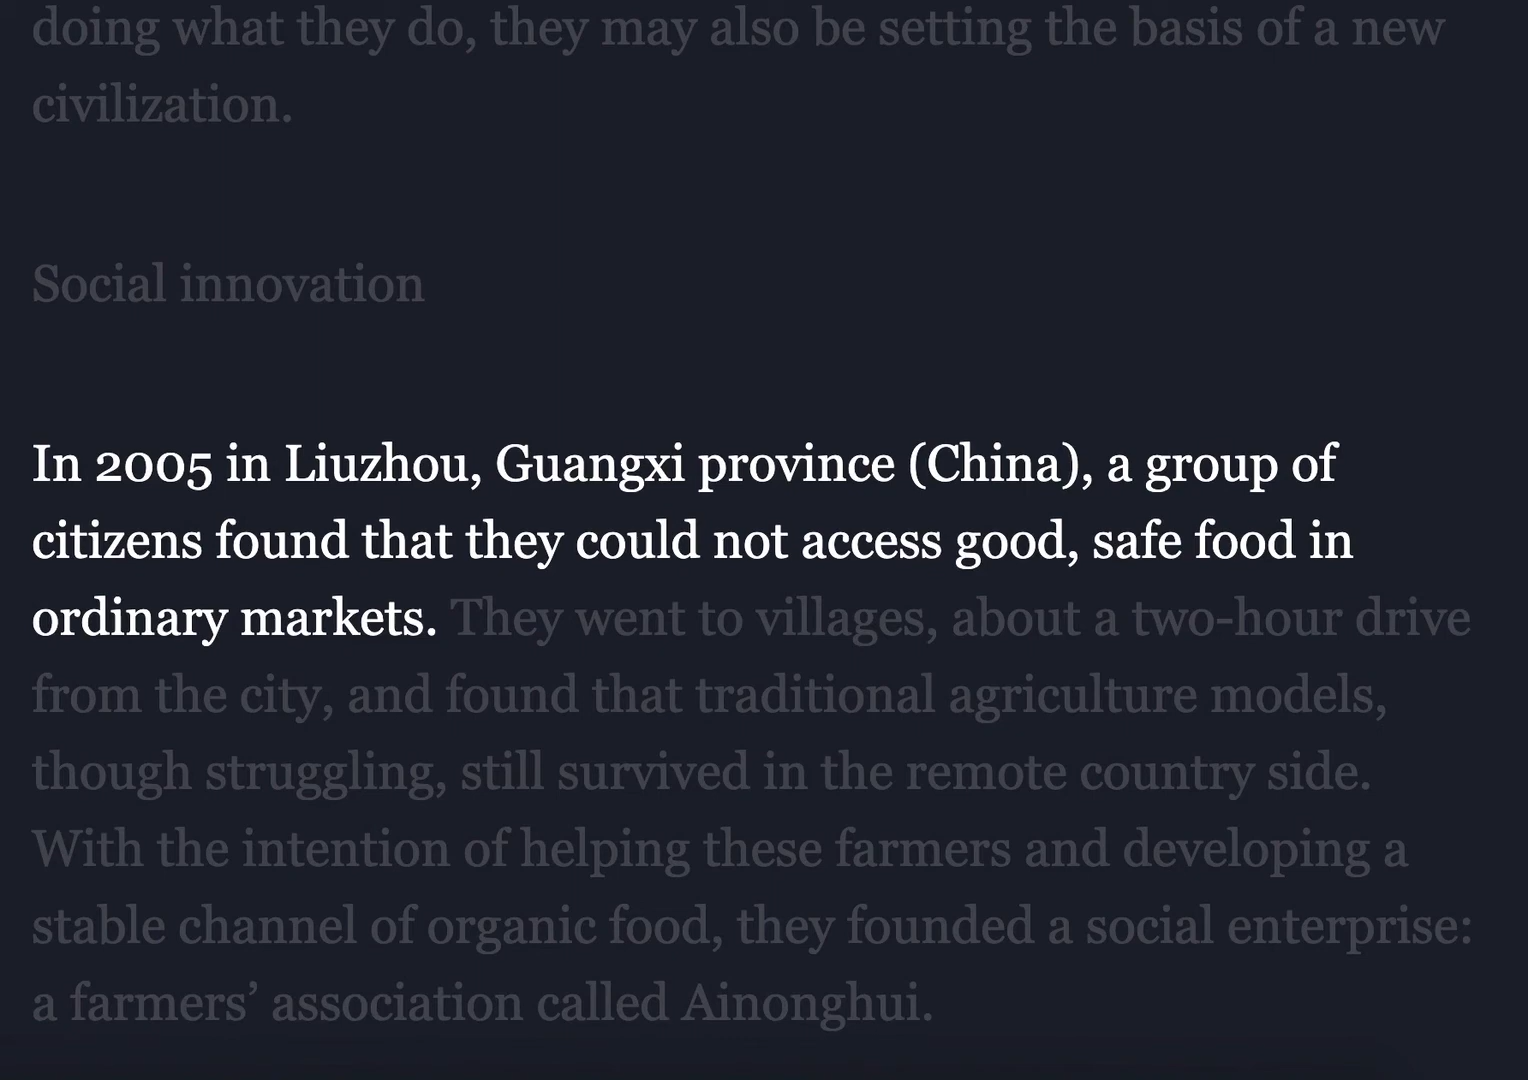 doing what they do, they may also be setting the basis of a new
civilization.
Social innovation
In 2005 in Liuzhou, Guangxi province (China), a group of
citizens found that they could not access good, safe food in
ordinary markets. They went to villages, about a two-hour drive
from the city, and found that traditional agriculture models,
though struggling, still survived in the remote country side.
With the intention of helping these farmers and developing a
stable channel of organic food, they founded a social enterprise:
a farmers’ association called Ainonghui.